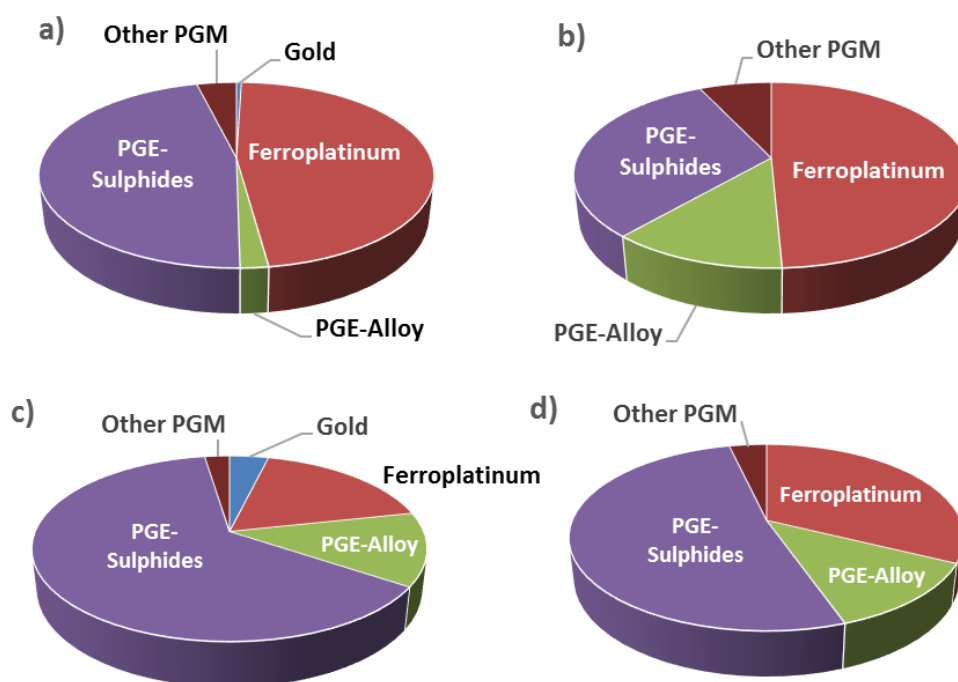 a)
Other PGM
Gold
PGE-
Sulphides
Ferroplatinum
PGE-Alloy
b)
Other PGM
PGE-
Sulphides
Ferroplatinum
PGE-Alloy
c)
Other PGM
Gold
Ferroplatinum
PGE-
Sulphides
PGE-Alloy
d)
Other PGM
Ferroplatinum
PGE-
Sulphides
PGE-Alloy